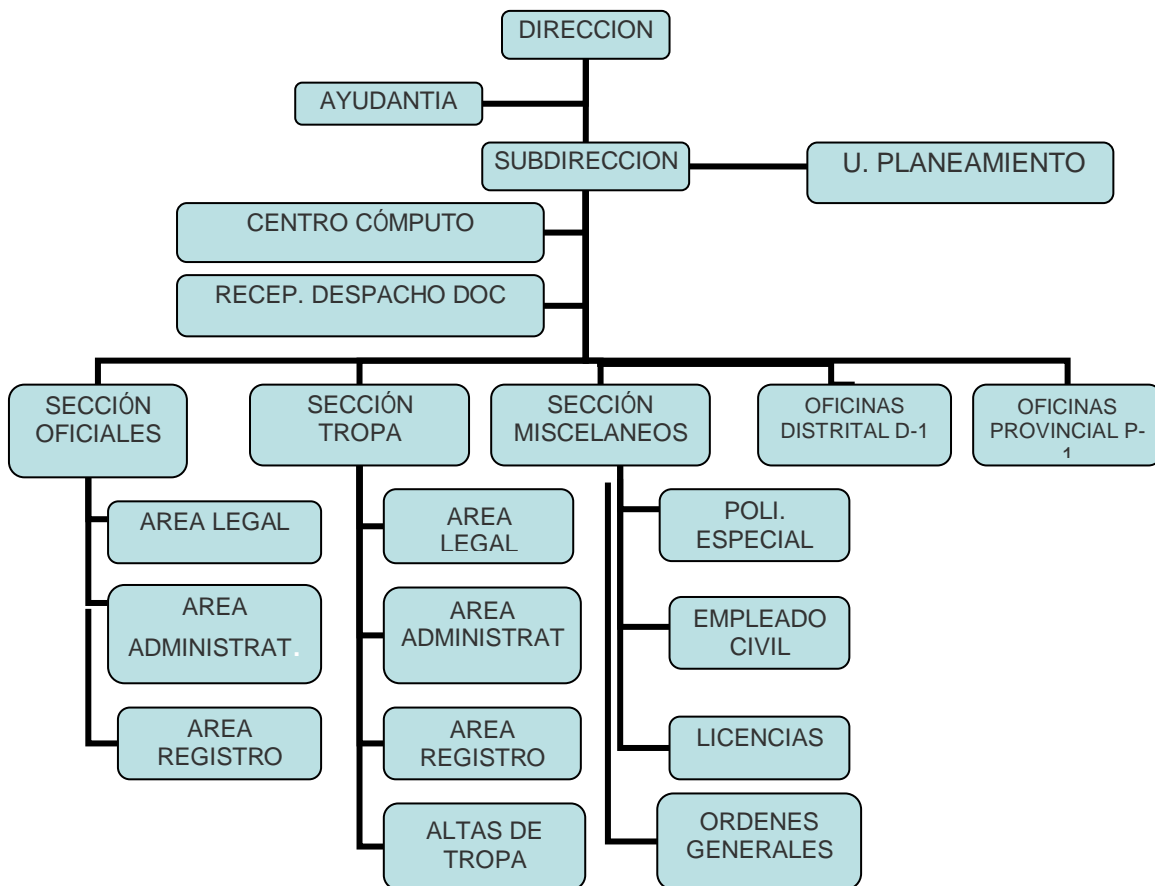 DIRECCION
AYUDANTIA
SUBDIRECCION
U. PLANEAMIENTO
CENTRO CÓMPUTO
RECEP. DESPACHO DOC
SECCIÓN
OFICIALES
SECCIÓN
TROPA
SECCIÓN
MISCELANEOS
OFICINAS
DISTRITAL D-1
OFICINAS
PROVINCIAL P-
1
AREA LEGAL
AREA
ADMINISTRAT.
AREA
REGISTRO
AREA
LEGAL
AREA
ADMINISTRAT
AREA
REGISTRO
ALTAS DE
TROPA
POLI.
ESPECIAL
EMPLEADO
CIVIL
LICENCIAS
ORDENES
GENERALES